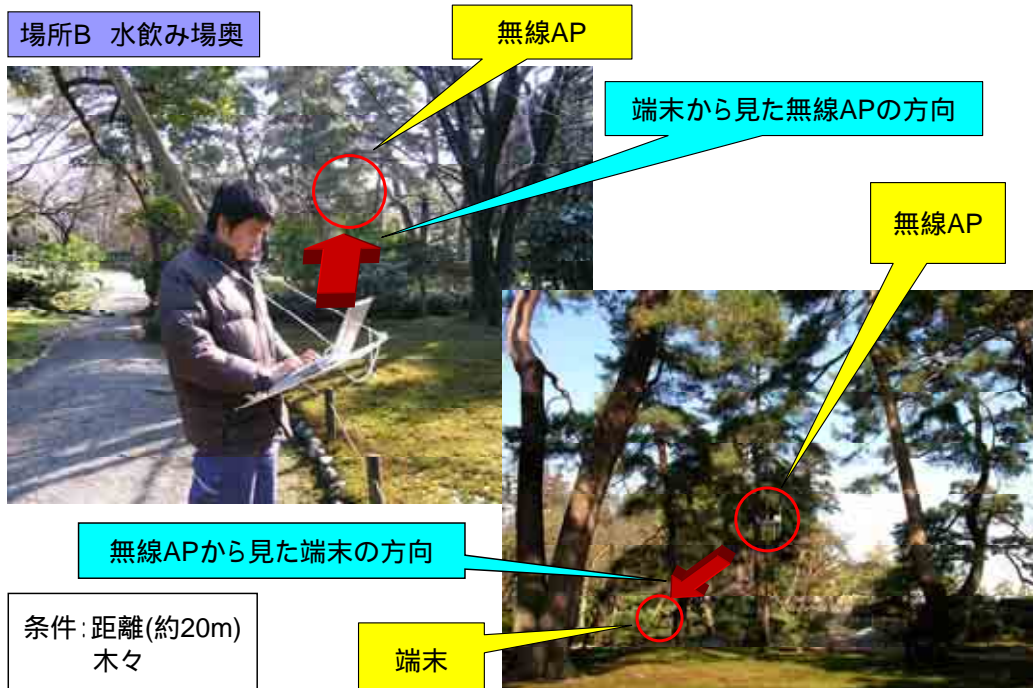 場所B 水飲み場奥
無線AP
端末から見た無線APの方向
無線AP
無線APから見た端末の方向
条件:距離(約20m)
木々
端末